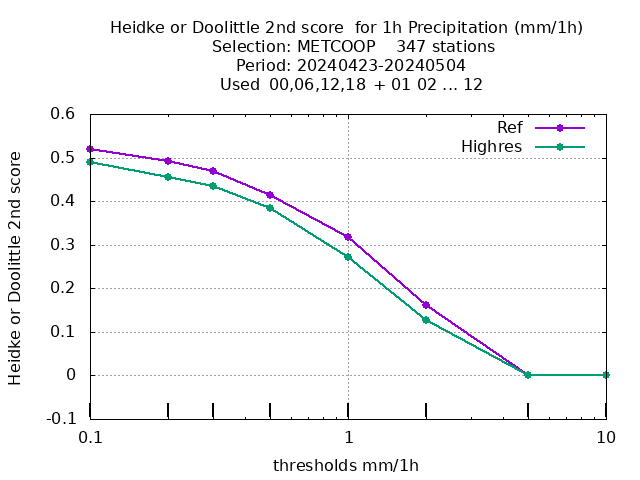 Heidke or Doolittle 2nd score  for 1h Precipitation (mm/1h)
Selection: METCOOP    347 stations
Period: 20240423-20240504
Used  00,06,12,18  + 01 02 ... 12
Ref
Highres
Heidke or Doolittle 2nd score
0.6
0.5
0.4
0.3
0.2
0.1
0
-0.1
0.1
1
10
thresholds mm/1h